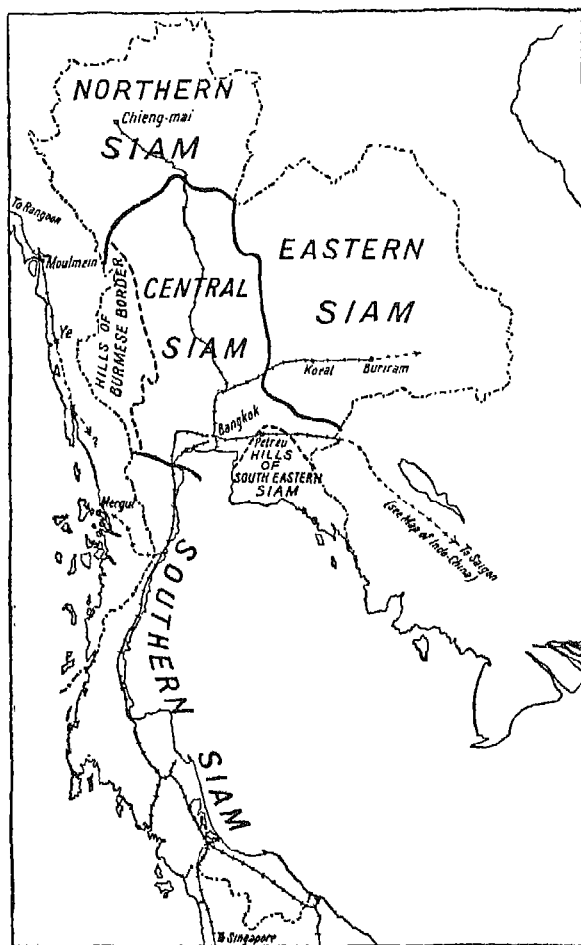 NORTHERN
Chieng-mai
SIAM
To Rangoon
Moulmein
EASTERN
SIAM
CENTRAL
SIAM
HILLS OF
BURMESE BORDER
Ye
Korat Buriram
Bangkok
Petreu
HILLS
OF
SOUTH EASTERN
SIAM
?
Mergui
(See Map of Indo China)
To Saigon
SOUTHERN
SIAM
To Singapore